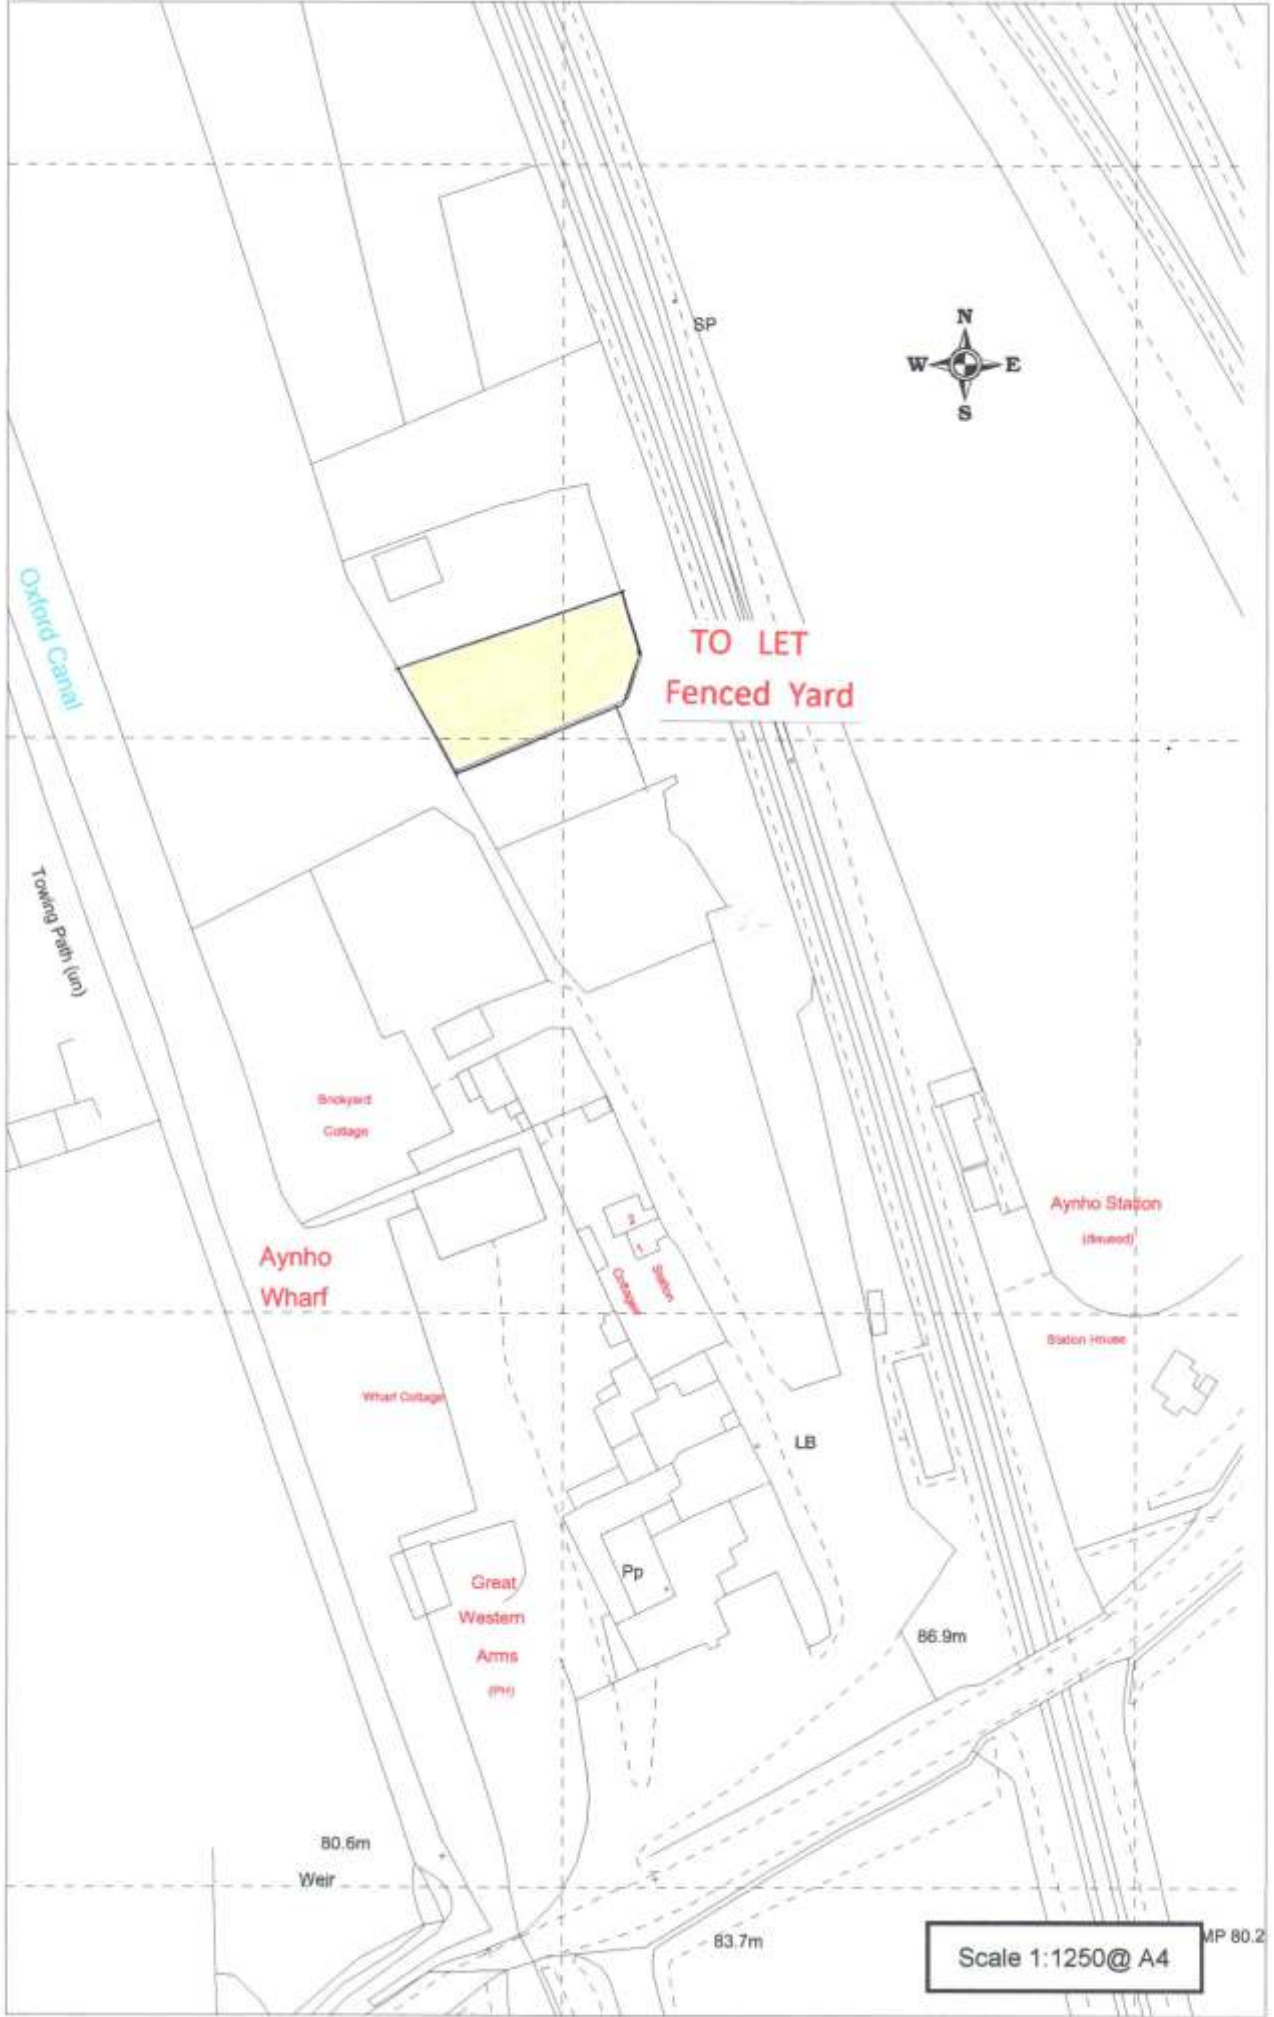 SP
N
W E
S
Oxford Canal
TO LET
Fenced Yard
Towing Path (un)
Brickyard
Cottage
Aynho Station
(disused)
2
1
Station
Cottages
Aynho
Wharf
Station House
Wharf Cottage
LB
Pp
Great
Western
Arms
(PH)
86.9m
80.6m
Weir
83.7m
MP 80.2
Scale 1:1250@ A4